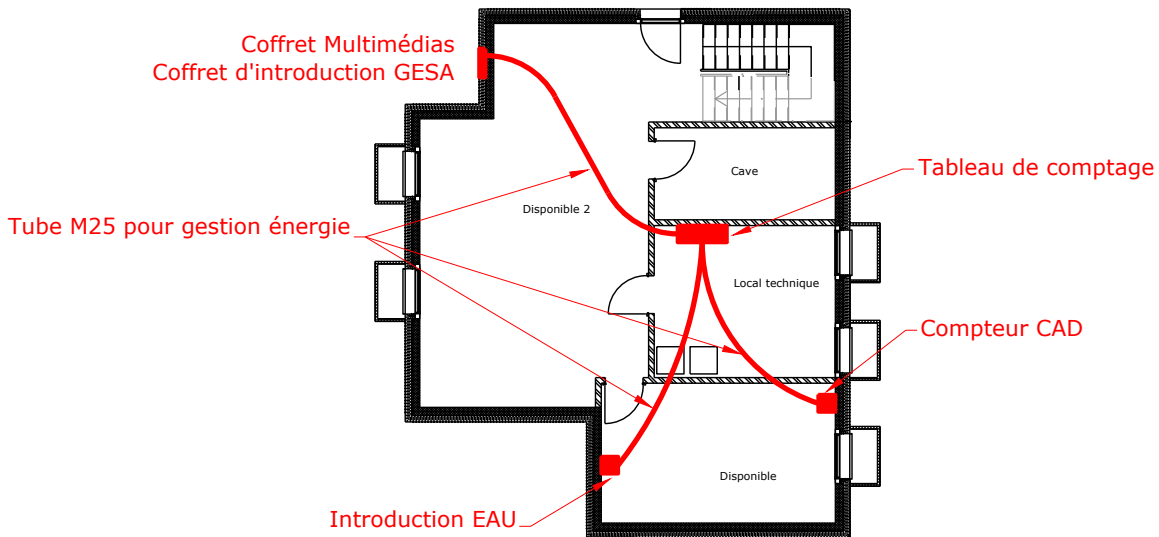 Coffret Multimédias
Coffret d'introduction GESA
Cave
Tableau de comptage
Disponible 2
Tube M25 pour gestion énergie
Local technique
Compteur CAD
Disponible
Introduction EAU